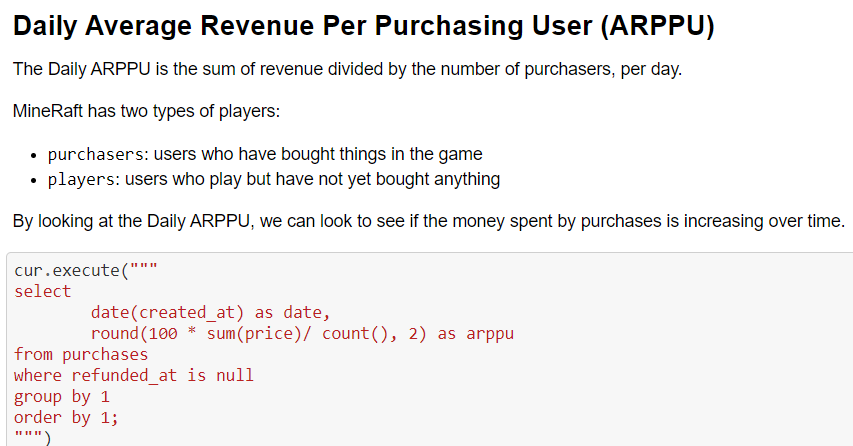 Daily Average Revenue Per Purchasing User (ARPPU)
The Daily ARPPU is the sum of revenue divided by the number of purchasers, per day.
MineRaft has two types of players:
• purchasers: users who have bought things in the game
• players: users who play but have not yet bought anything
By looking at the Daily ARPPU, we can look to see if the money spent by purchases is increasing over time.
cur.execute("""
select
        date(created_at) as date,
        round(100 * sum(price)/ count(), 2) as arppu
from purchases
where refunded_at is null
group by 1
order by 1;
""")